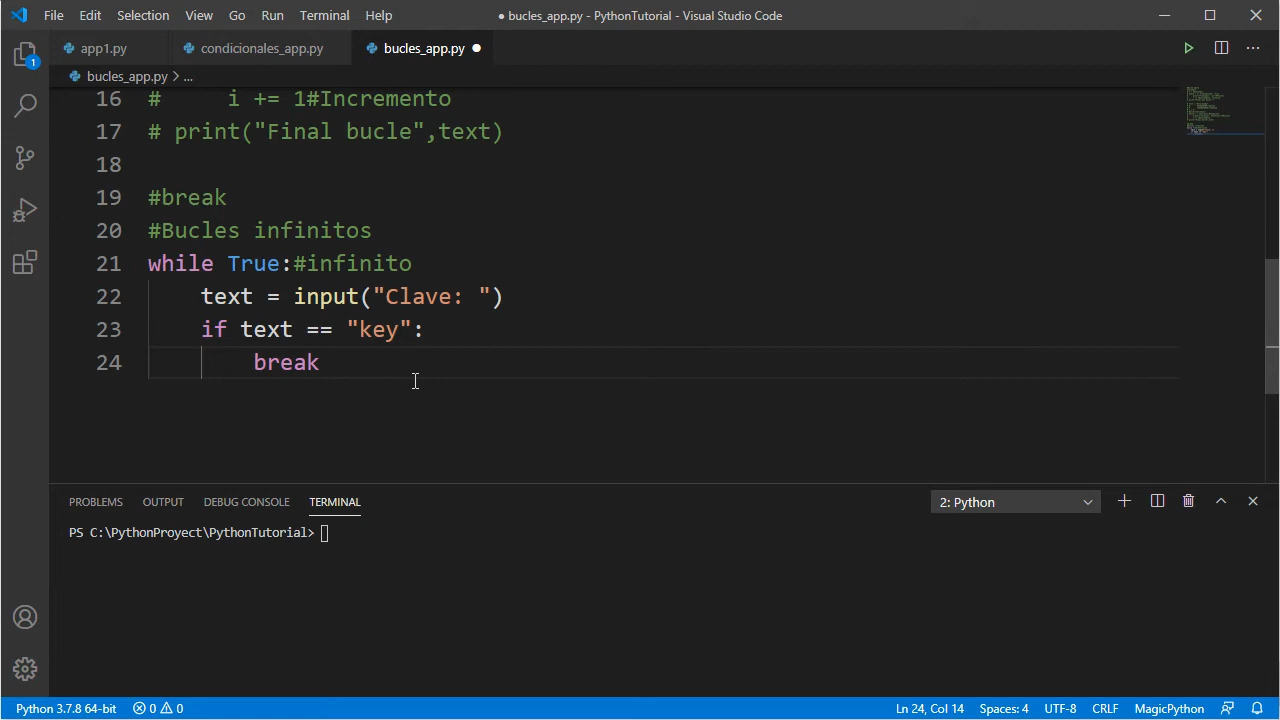 File Edit Selection View Go Run Terminal Help ● bucles_app.py - PythonTutorial - Visual Studio Code
app1.py condicionales_app.py bucles_app.py ●
bucles_app.py > ...
1
16 #     i += 1#Incremento
17 # print("Final bucle",text)
18
19 #break
20 #Bucles infinitos
21 while True:#infinito
22     text = input("Clave: ")
23     if text == "key":
24         break
PROBLEMS OUTPUT DEBUG CONSOLE TERMINAL 2: Python
PS C:\PythonProyect\PythonTutorial>
Python 3.7.8 64-bit 0 0 Ln 24, Col 14 Spaces: 4 UTF-8 CRLF MagicPython